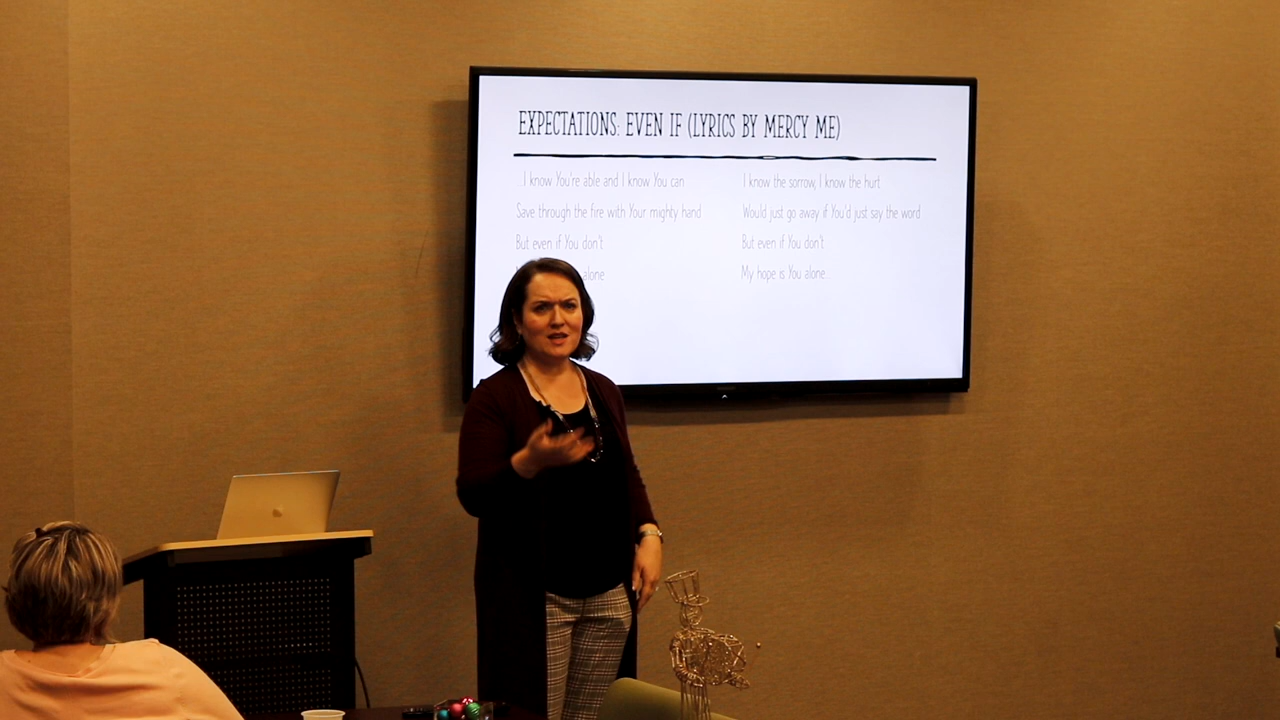 EXPECTATIONS: EVEN IF (LYRICS BY MERCY ME)
I know You're able and I know You can
Save through the fire with Your mighty hand
But even if You don't
alone
I know the sorrow, I know the hurt
Would just go away if You'd just say the word
But even if You don't
My hope is You alone.